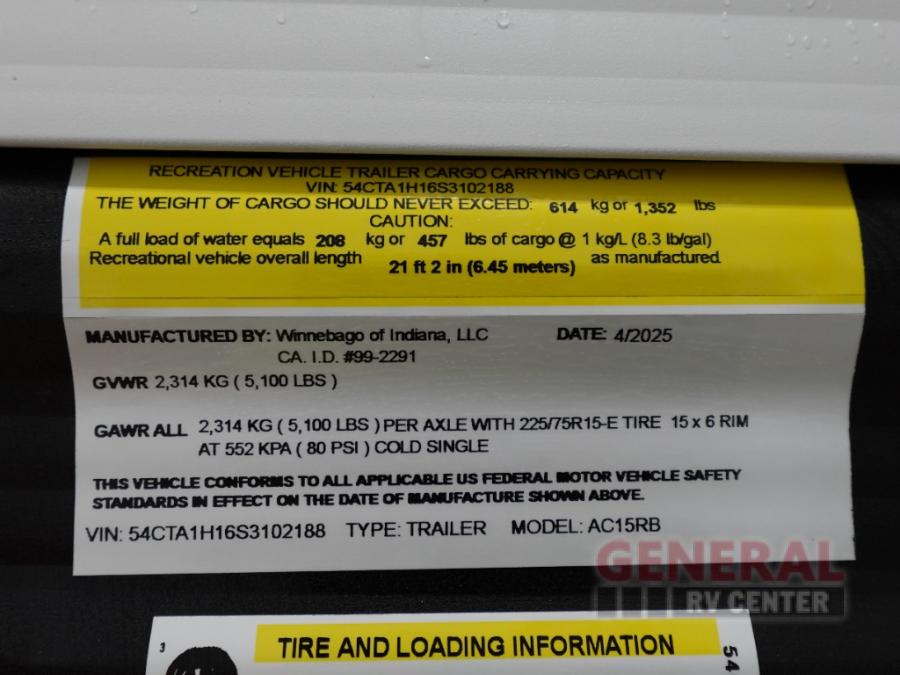 RECREATION VEHICLE TRAILER CARGO CARRYING CAPACITY
VIN: 54CTA1H16S3102188
THE WEIGHT OF CARGO SHOULD NEVER EXCEED: 614 kg or 1,352 lbs
CAUTION:
A full load of water equals 208 kg or 457 lbs of cargo @ 1 kg/L (8.3 lb/gal)
Recreational vehicle overall length 21 ft 2 in (6.45 meters) as manufactured.
MANUFACTURED BY: Winnebago of Indiana, LLC DATE: 4/2025
CA. I.D. #99-2291
GVWR 2,314 KG ( 5,100 LBS )
GAWR ALL 2,314 KG ( 5,100 LBS ) PER AXLE WITH 225/75R15-E TIRE 15 x 6 RIM
AT 552 KPA ( 80 PSI ) COLD SINGLE
THIS VEHICLE CONFORMS TO ALL APPLICABLE US FEDERAL MOTOR VEHICLE SAFETY
STANDARDS IN EFFECT ON THE DATE OF MANUFACTURE SHOWN ABOVE.
VIN: 54CTA1H16S3102188 TYPE: TRAILER MODEL: AC15RB
GENERAL
RV CENTER
3
TIRE AND LOADING INFORMATION
54